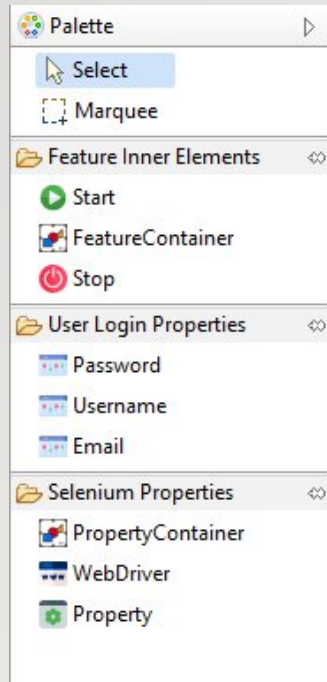 Palette
Select
Marquee
Feature Inner Elements
Start
FeatureContainer
Stop
User Login Properties
Password
Username
Email
Selenium Properties
PropertyContainer
WebDriver
Property